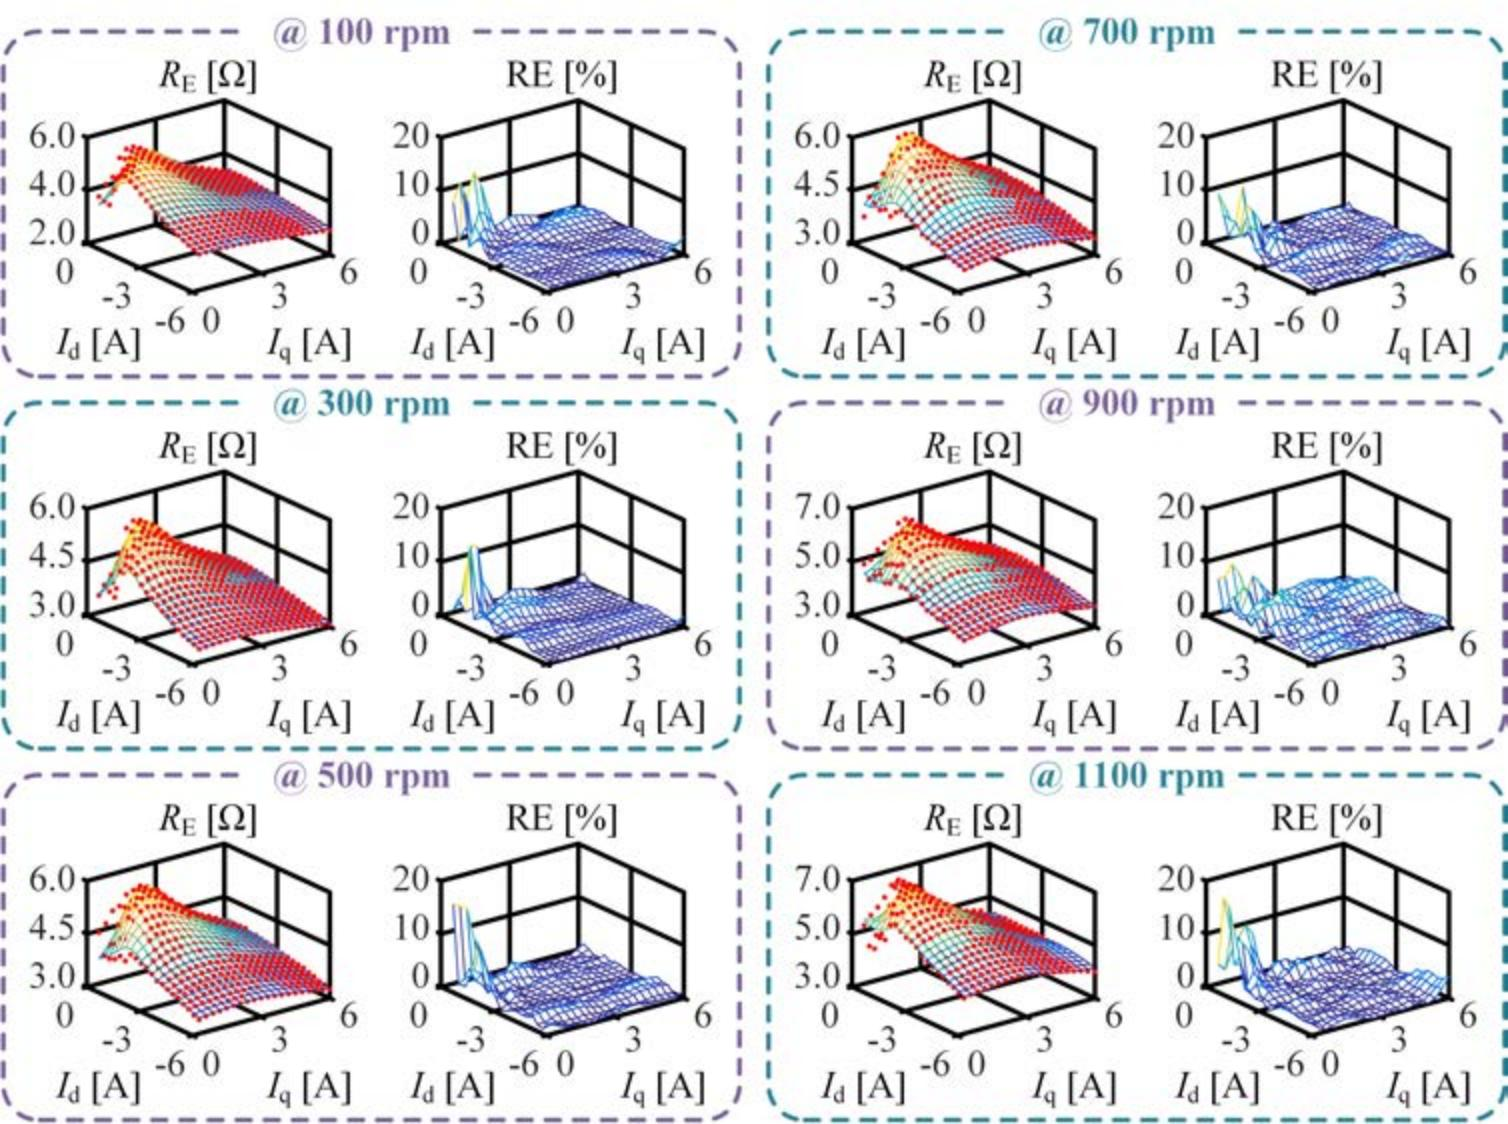 @ 100 rpm
R_E [Ω] RE [%]
6.0 20
4.0 10
2.0 0
0 -3 -6 0 3 6 0 -3 -6 0 3 6
I_d [A] I_q [A] I_d [A] I_q [A]
@ 700 rpm
R_E [Ω] RE [%]
6.0 20
4.5 10
3.0 0
0 -3 -6 0 3 6 0 -3 -6 0 3 6
I_d [A] I_q [A] I_d [A] I_q [A]
@ 300 rpm
R_E [Ω] RE [%]
6.0 20
4.5 10
3.0 0
0 -3 -6 0 3 6 0 -3 -6 0 3 6
I_d [A] I_q [A] I_d [A] I_q [A]
@ 900 rpm
R_E [Ω] RE [%]
7.0 20
5.0 10
3.0 0
0 -3 -6 0 3 6 0 -3 -6 0 3 6
I_d [A] I_q [A] I_d [A] I_q [A]
@ 500 rpm
R_E [Ω] RE [%]
6.0 20
4.5 10
3.0 0
0 -3 -6 0 3 6 0 -3 -6 0 3 6
I_d [A] I_q [A] I_d [A] I_q [A]
@ 1100 rpm
R_E [Ω] RE [%]
7.0 20
5.0 10
3.0 0
0 -3 -6 0 3 6 0 -3 -6 0 3 6
I_d [A] I_q [A] I_d [A] I_q [A]